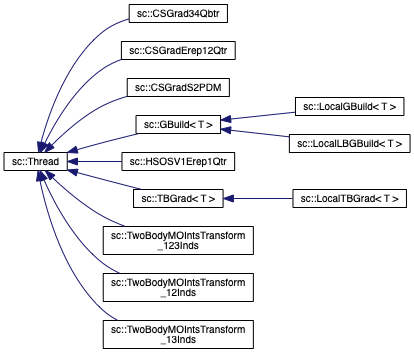 sc::CSGrad34Qbtr
sc::CSGradErep12Qtr
sc::CSGradS2PDM
sc::LocalGBuild< T >
sc::GBuild< T >
sc::LocalLBGBuild< T >
sc::Thread
sc::HSOSV1Erep1Qtr
sc::TBGrad< T >
sc::LocalTBGrad< T >
sc::TwoBodyMOIntsTransform
_123Inds
sc::TwoBodyMOIntsTransform
_12Inds
sc::TwoBodyMOIntsTransform
_13Inds